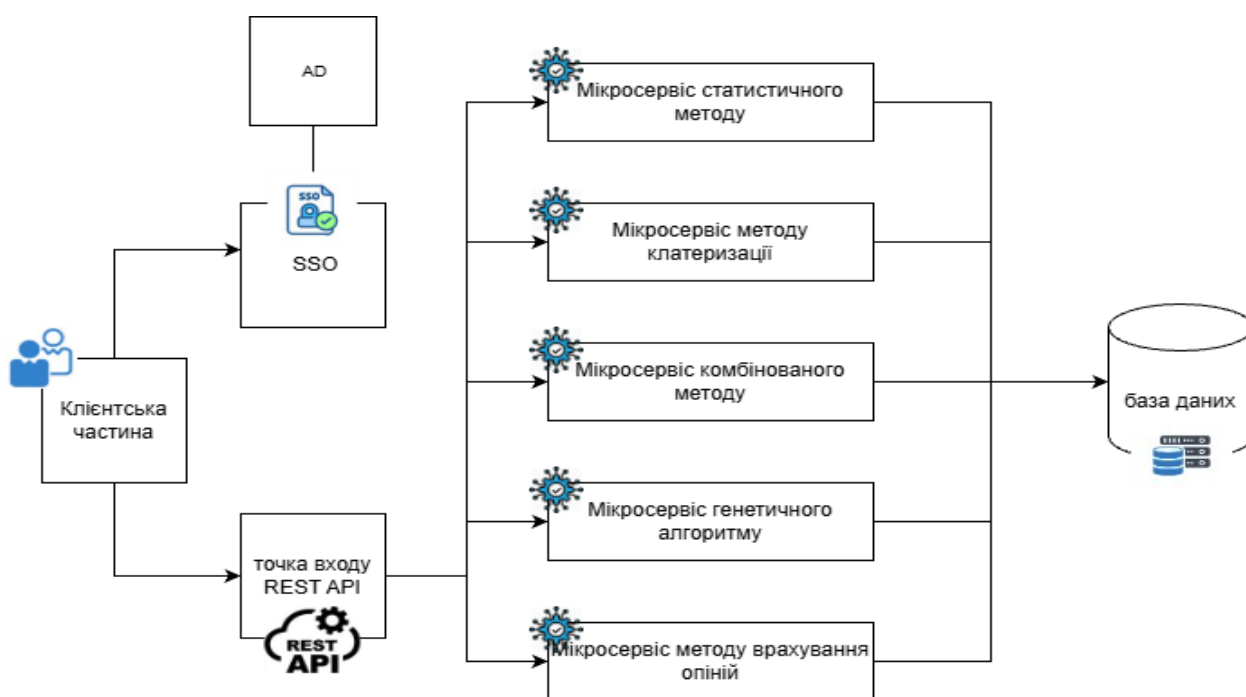 AD
SSO
SSO
Клієнтська
частина
точка входу
REST API
REST
API
Мікросервіс статистичного
методу
Мікросервіс методу
клатеризації
Мікросервіс комбінованого
методу
Мікросервіс генетичного
алгоритму
Мікросервіс методу врахування
опіній
база даних